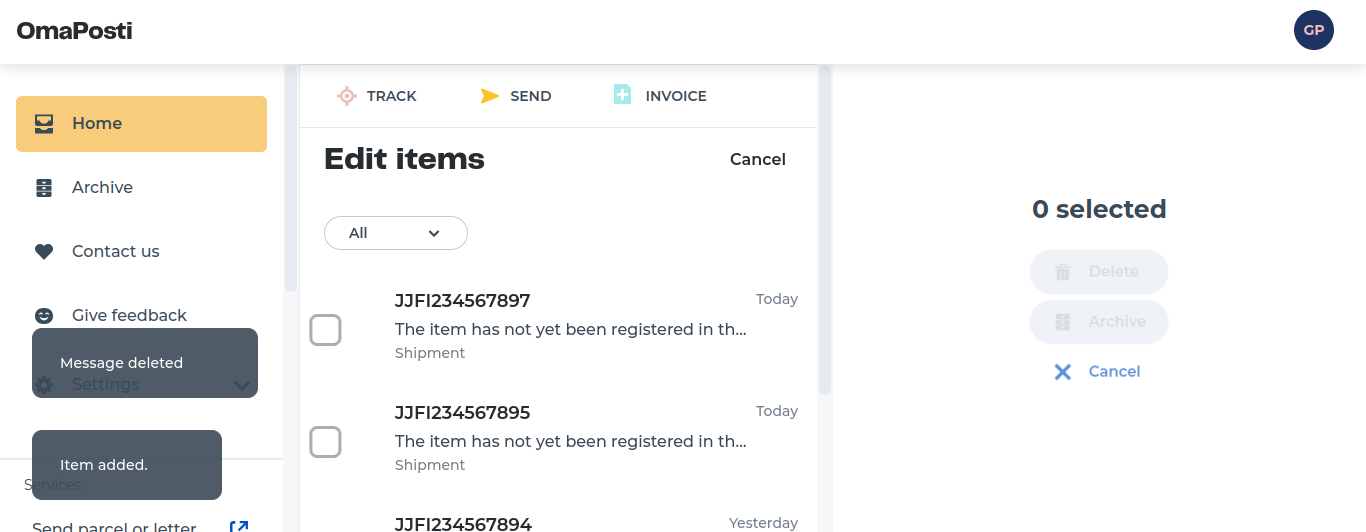 OmaPosti
GP
Home
Archive
Contact us
Give feedback
Message deleted
Settings
Item added.
Services
Send parcel or letter
TRACK
SEND
INVOICE
Edit items
Cancel
All
JJFI234567897
Today
The item has not yet been registered in th...
Shipment
JJFI234567895
Today
The item has not yet been registered in th...
Shipment
JJFI234567894
Yesterday
0 selected
Delete
Archive
Cancel